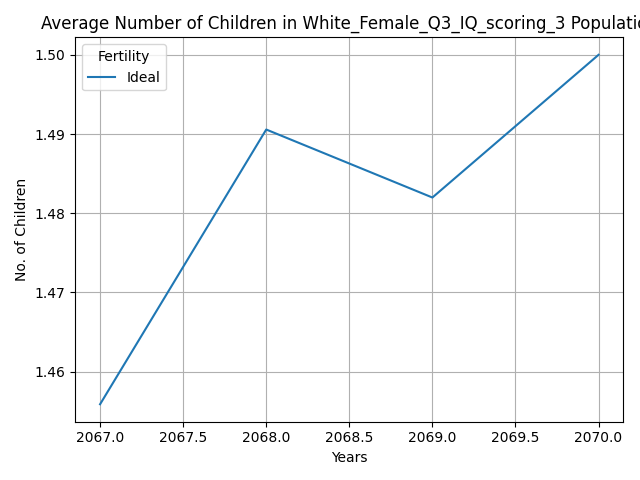 Average Number of Children in White_Female_Q3_IQ_scoring_3
1.50
Fertility
Ideal
1.49
1.48
1.47
1.46
No. of Children
2067.0 2067.5 2068.0 2068.5 2069.0 2069.5 2070.0
Years